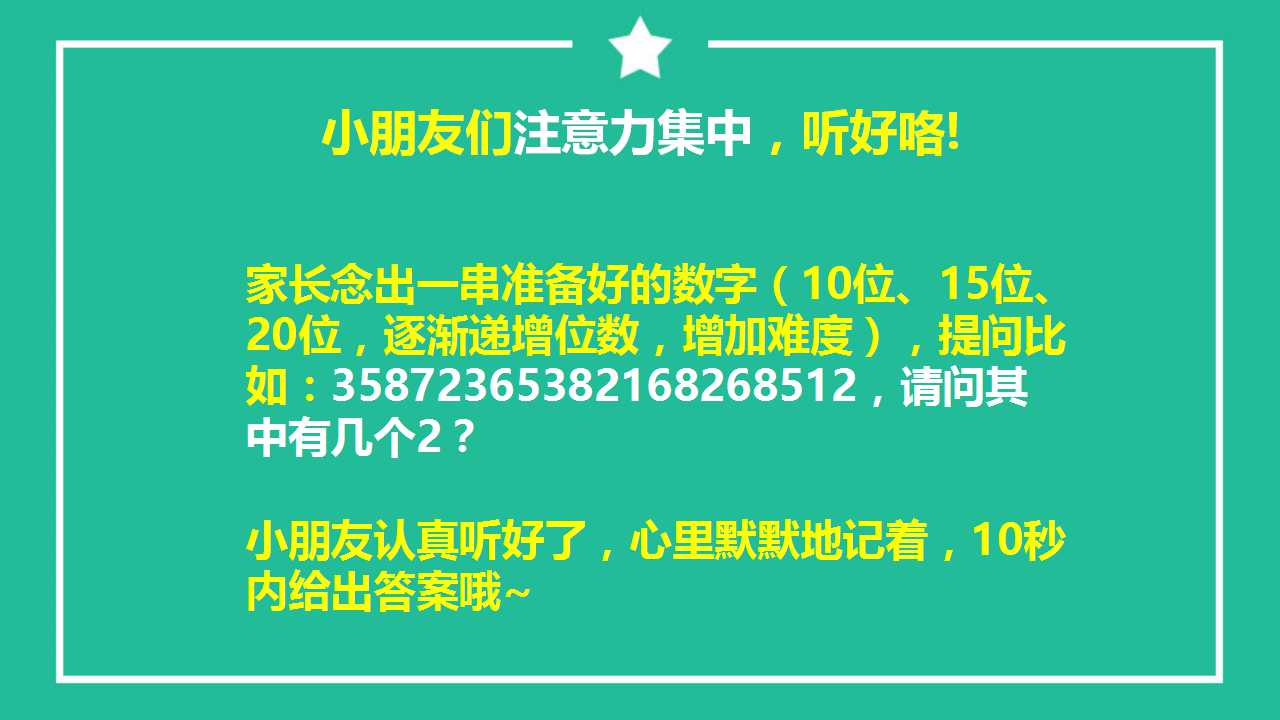 小朋友们注意力集中，听好咯!
家长念出一串准备好的数字（10位、15位、
20位，逐渐递增位数，增加难度），提问比
如：35872365382168268512，请问其
中有几个2？
小朋友认真听好了，心里默默地记着，10秒
内给出答案哦~